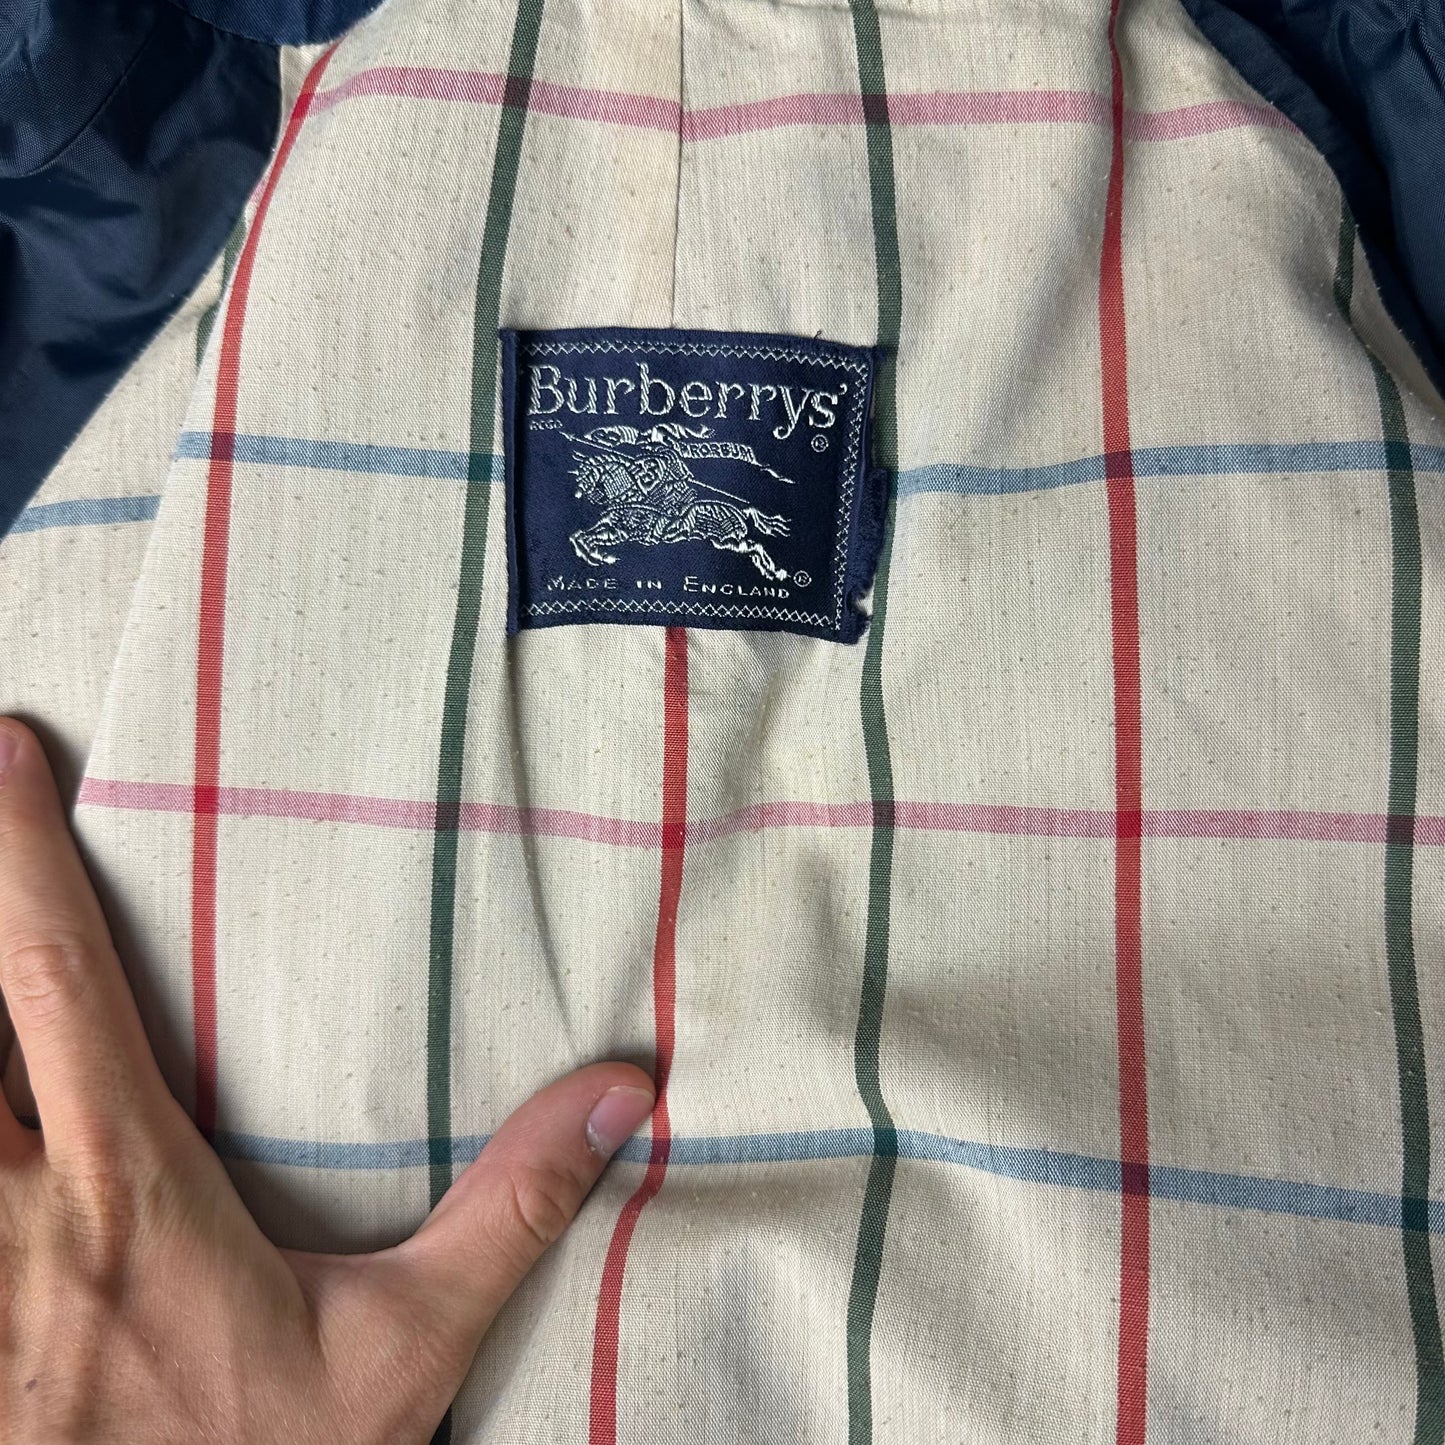 Burberrys'
REGD
PRORSUM
®
®
MADE IN ENGLAND